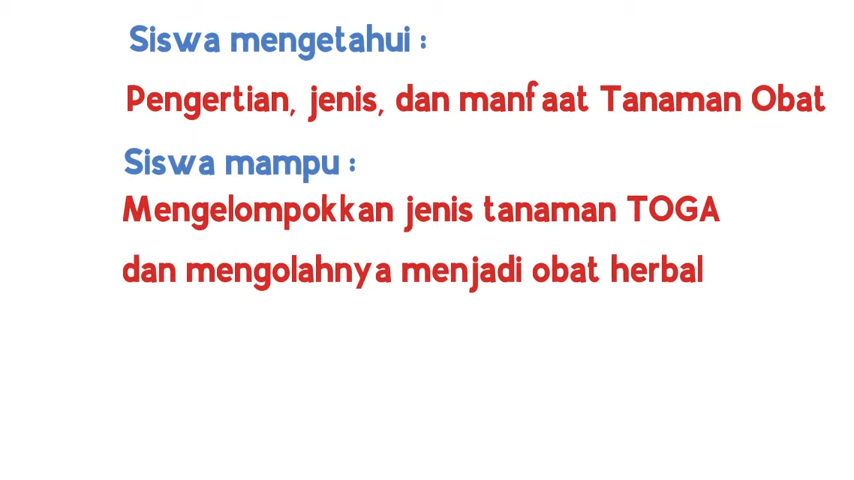 Siswa mengetahui :
Pengertian, jenis, dan manfaat Tanaman Obat
Siswa mampu :
Mengelompokkan jenis tanaman TOGA
dan mengolahnya menjadi obat herbal